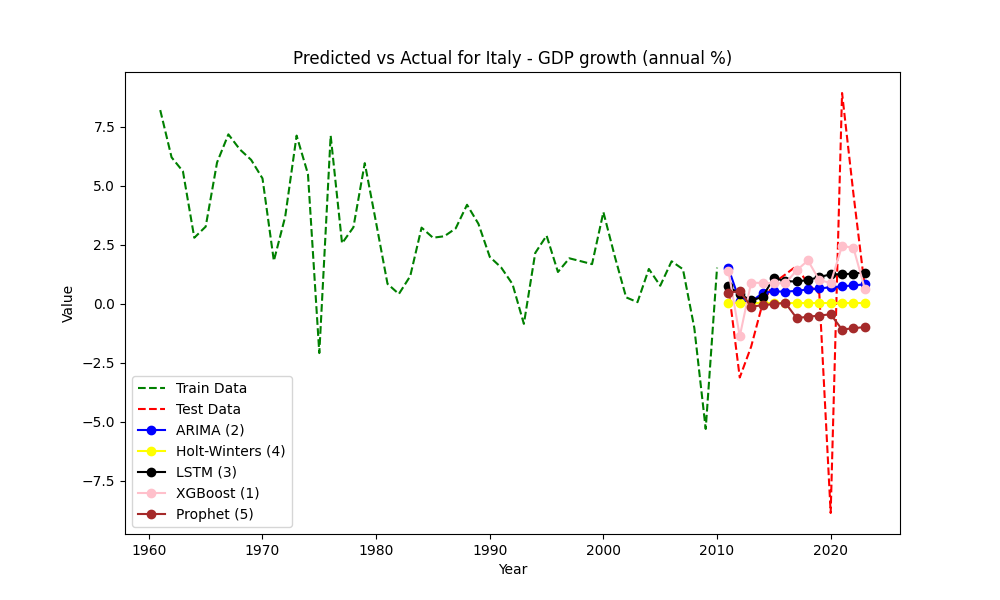 Predicted vs Actual for Italy - GDP growth (annual %)
Value
7.5
5.0
2.5
0.0
−2.5
−5.0
−7.5
Train Data
Test Data
ARIMA (2)
Holt-Winters (4)
LSTM (3)
XGBoost (1)
Prophet (5)
1960 1970 1980 1990 2000 2010 2020
Year